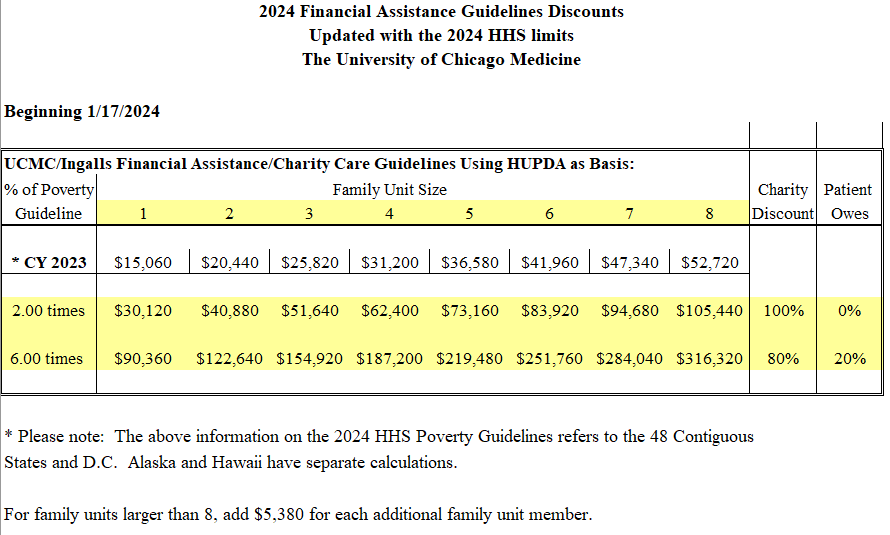 2024 Financial Assistance Guidelines Discounts
Updated with the 2024 HHS limits
The University of Chicago Medicine
Beginning 1/17/2024
UCMC/Ingalls Financial Assistance/Charity Care Guidelines Using HUPDA as Basis:
% of Poverty Family Unit Size Charity Patient
Guideline 1 2 3 4 5 6 7 8 Discount Owes
* CY 2023 $15,060 $20,440 $25,820 $31,200 $36,580 $41,960 $47,340 $52,720
2.00 times $30,120 $40,880 $51,640 $62,400 $73,160 $83,920 $94,680 $105,440 100% 0%
6.00 times $90,360 $122,640 $154,920 $187,200 $219,480 $251,760 $284,040 $316,320 80% 20%
* Please note: The above information on the 2024 HHS Poverty Guidelines refers to the 48 Contiguous
States and D.C. Alaska and Hawaii have separate calculations.
For family units larger than 8, add $5,380 for each additional family unit member.